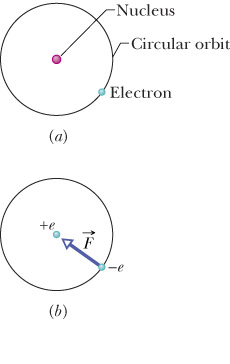 Nucleus
Circular orbit
Electron
(a)
+e
F
−e
(b)